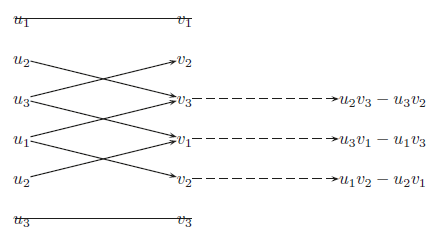 u₁ v₁
u₂ v₂
u₃ v₃ u₂v₃ − u₃v₂
u₁ v₁ u₃v₁ − u₁v₃
u₂ v₂ u₁v₂ − u₂v₁
u₃ v₃